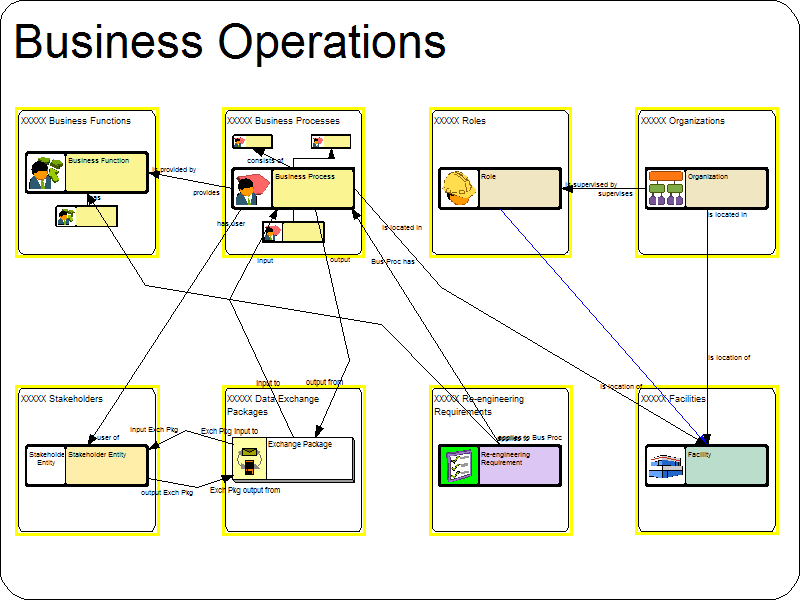 Business Operations
XXXXX Business Functions
XXXXX Business Processes
XXXXX Roles
XXXXX Organizations
consists of
Business Function
is provided by
provides
Business Process
Role
is supervised by
supervises
Organization
has user
is located in
is located in
input
output
Bus Proc has
is location of
Input to
output from
is location of
XXXXX Stakeholders
XXXXX Data Exchange
Packages
XXXXX Re-engineering
Requirements
XXXXX Facilities
input Exch Pkg
Exch Pkg Input to
user of
applies to Bus Proc
Stakeholde
Entity
Stakeholder Entity
Exchange Package
Re-engineering
Requirement
Facility
output Exch Pkg
Exch Pkg output from